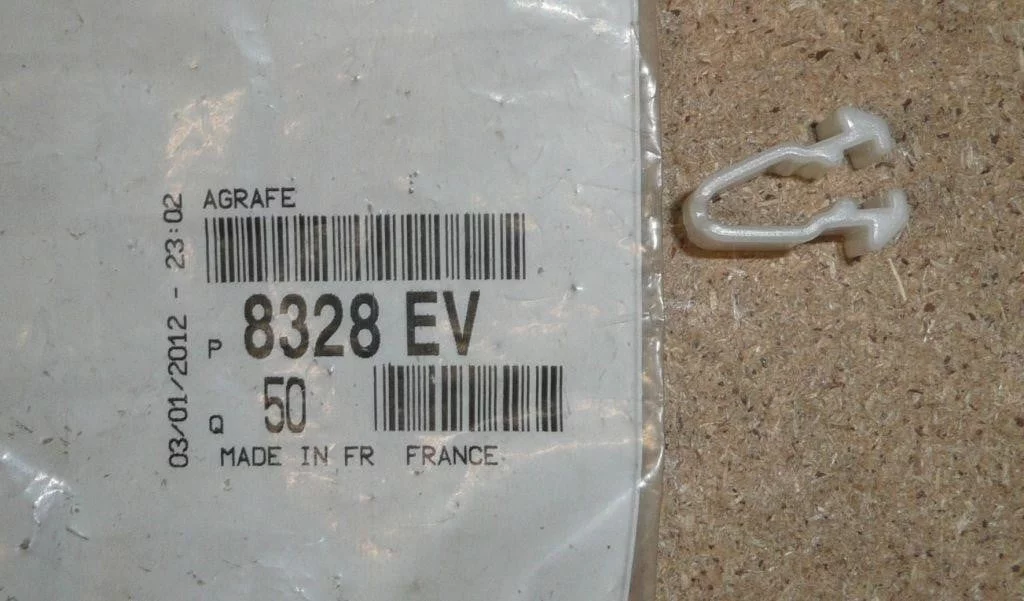 AGRAFE
P 8328 EV
Q 50
MADE IN FR FRANCE
03/01/2012 - 23:02